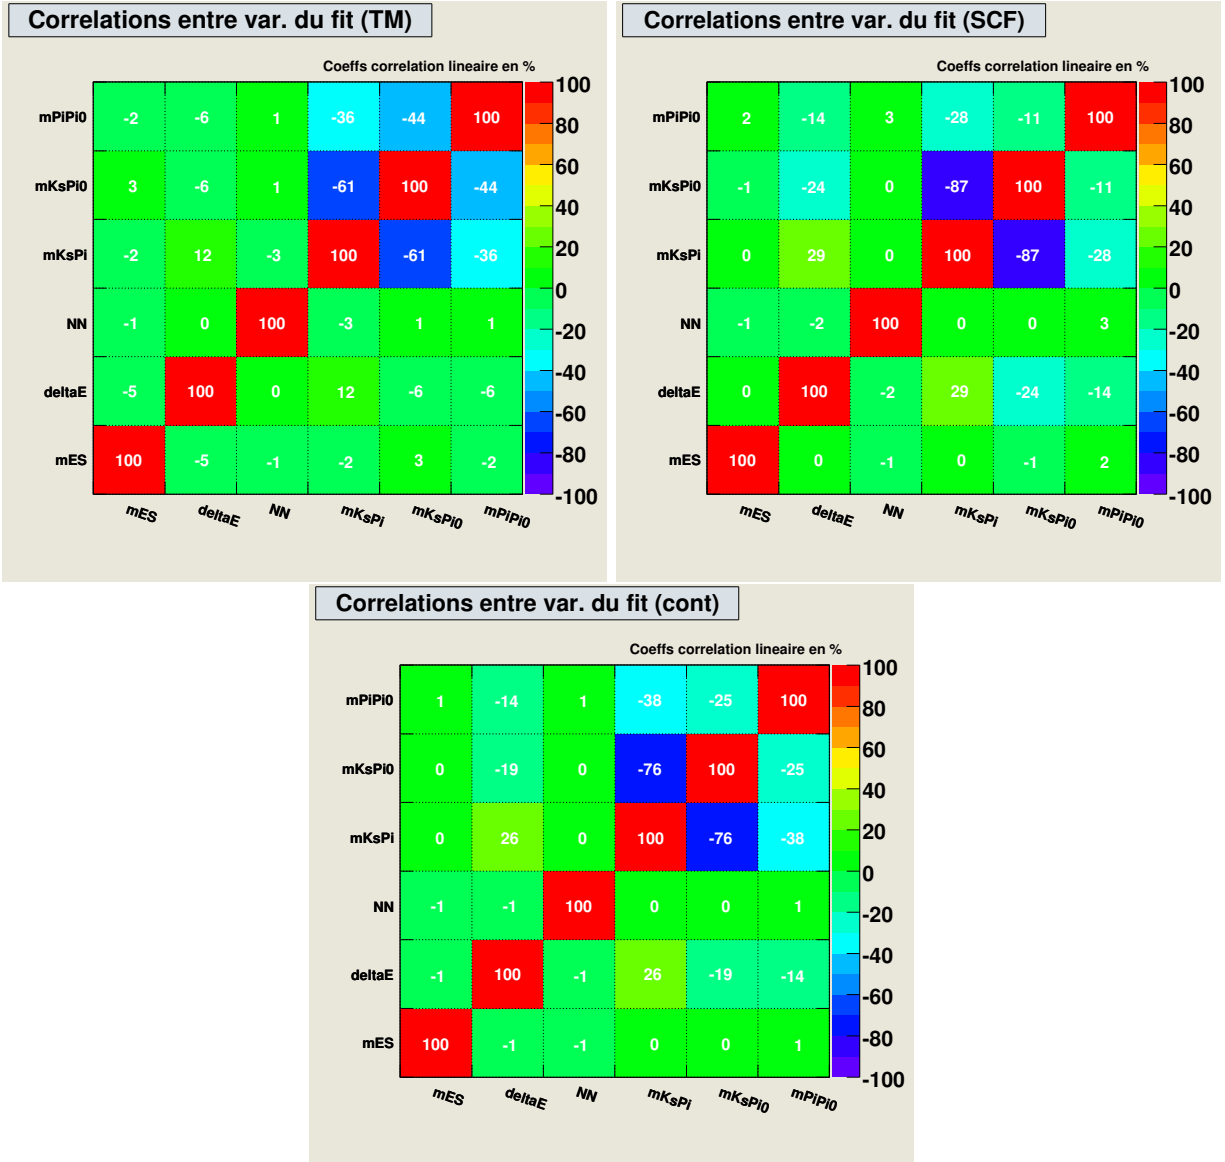 Correlations entre var. du fit (TM)
Coeffs correlation lineaire en %
mPiPi0 -2 -6 1 -36 -44 100
mKsPi0 3 -6 1 -61 100 -44
mKsPi -2 12 -3 100 -61 -36
NN -1 0 100 -3 1 1
deltaE -5 100 0 12 -6 -6
mES 100 -5 -1 -2 3 -2
mES deltaE NN mKsPi mKsPi0 mPiPi0
100
80
60
40
20
0
-20
-40
-60
-80
-100
Correlations entre var. du fit (SCF)
Coeffs correlation lineaire en %
mPiPi0 2 -14 3 -28 -11 100
mKsPi0 -1 -24 0 -87 100 -11
mKsPi 0 29 0 100 -87 -28
NN -1 -2 100 0 0 3
deltaE 0 100 -2 29 -24 -14
mES 100 0 -1 0 -1 2
mES deltaE NN mKsPi mKsPi0 mPiPi0
100
80
60
40
20
0
-20
-40
-60
-80
-100
Correlations entre var. du fit (cont)
Coeffs correlation lineaire en %
mPiPi0 1 -14 1 -38 -25 100
mKsPi0 0 -19 0 -76 100 -25
mKsPi 0 26 0 100 -76 -38
NN -1 -1 100 0 0 1
deltaE -1 100 -1 26 -19 -14
mES 100 -1 -1 0 0 1
mES deltaE NN mKsPi mKsPi0 mPiPi0
100
80
60
40
20
0
-20
-40
-60
-80
-100